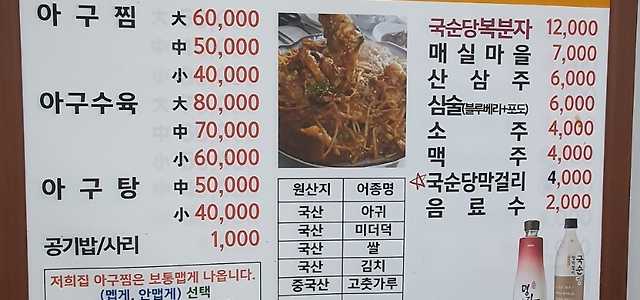 아구찜 大 60,000
中 50,000
小 40,000
아구수육 大 80,000
中 70,000
小 60,000
아구탕 中 50,000
小 40,000
공기밥/사리 1,000
저희집 아구찜은 보통맵게 나옵니다.
(맵게, 안맵게) 선택
원산지 어종명
국산 아귀
국산 미더덕
국산 쌀
국산 김치
중국산 고춧가루
국순당복분자 12,000
매실마을 7,000
산삼주 6,000
심술(블루베리+포도) 6,000
소주 4,000
맥주 4,000
☆국순당막걸리 4,000
음료수 2,000